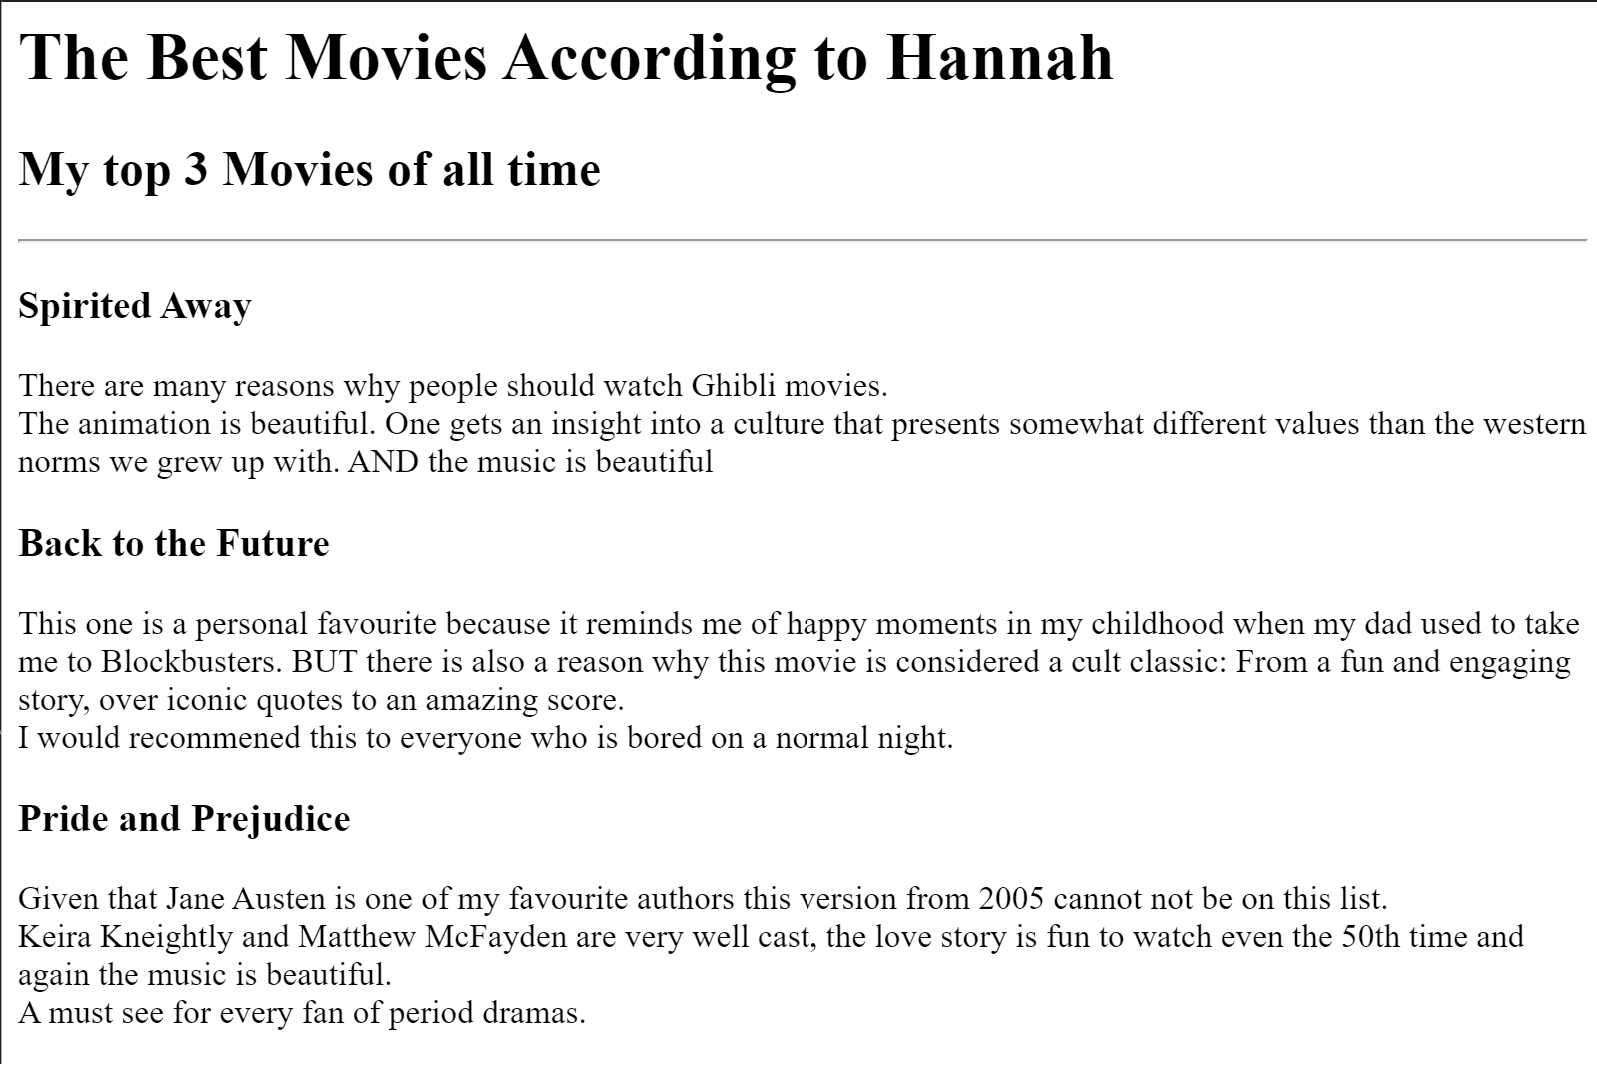 The Best Movies According to Hannah
My top 3 Movies of all time
Spirited Away
There are many reasons why people should watch Ghibli movies.
The animation is beautiful. One gets an insight into a culture that presents somewhat different values than the western
norms we grew up with. AND the music is beautiful
Back to the Future
This one is a personal favourite because it reminds me of happy moments in my childhood when my dad used to take
me to Blockbusters. BUT there is also a reason why this movie is considered a cult classic: From a fun and engaging
story, over iconic quotes to an amazing score.
I would recommened this to everyone who is bored on a normal night.
Pride and Prejudice
Given that Jane Austen is one of my favourite authors this version from 2005 cannot not be on this list.
Keira Kneightly and Matthew McFayden are very well cast, the love story is fun to watch even the 50th time and
again the music is beautiful.
A must see for every fan of period dramas.